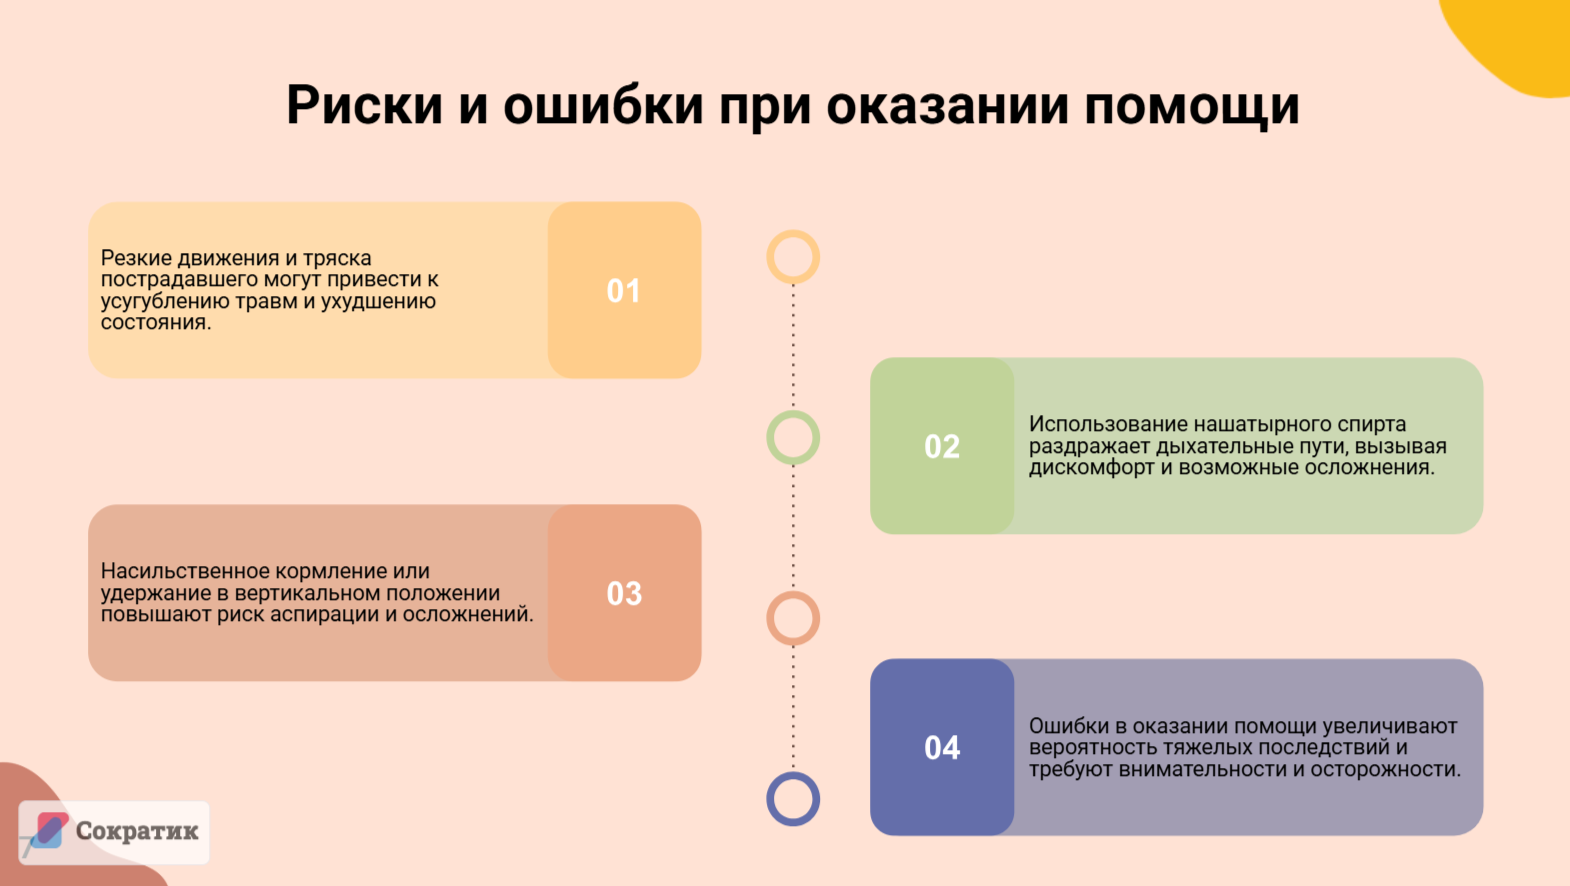 Риски и ошибки при оказании помощи
Резкие движения и тряска
пострадавшего могут привести к
усугублению травм и ухудшению
состояния.
01
02
Использование нашатырного спирта
раздражает дыхательные пути, вызывая
дискомфорт и возможные осложнения.
Насильственное кормление или
удержание в вертикальном положении
повышают риск аспирации и осложнений.
03
04
Ошибки в оказании помощи увеличивают
вероятность тяжелых последствий и
требуют внимательности и осторожности.
7
Сократик